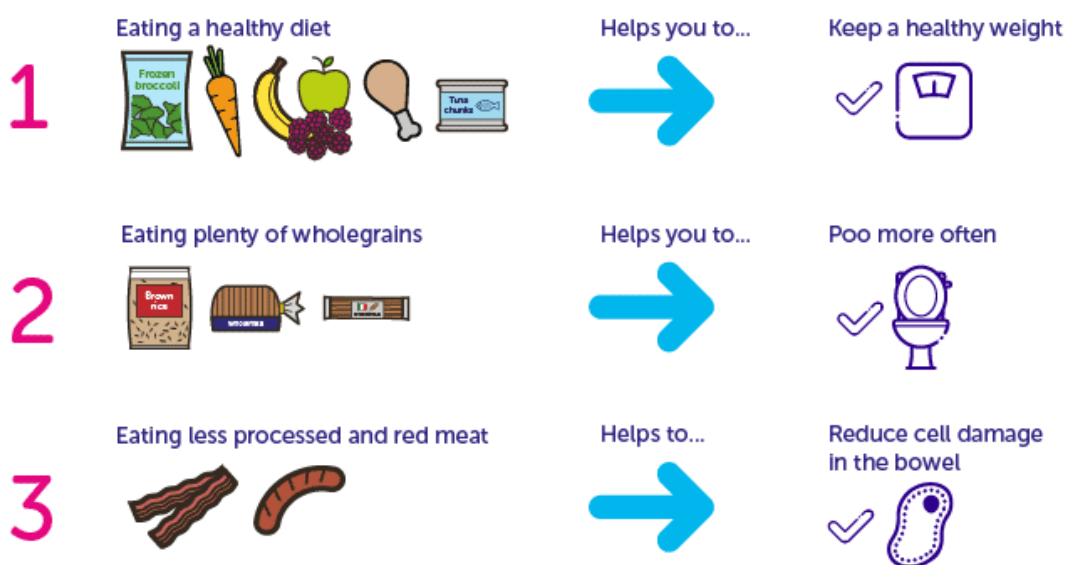 1
Eating a healthy diet
Helps you to...
Keep a healthy weight
Frozen
broccoli
Tuna
chunks
2
Eating plenty of wholegrains
Helps you to...
Poo more often
Brown
rice
3
Eating less processed and red meat
Helps to...
Reduce cell damage
in the bowel